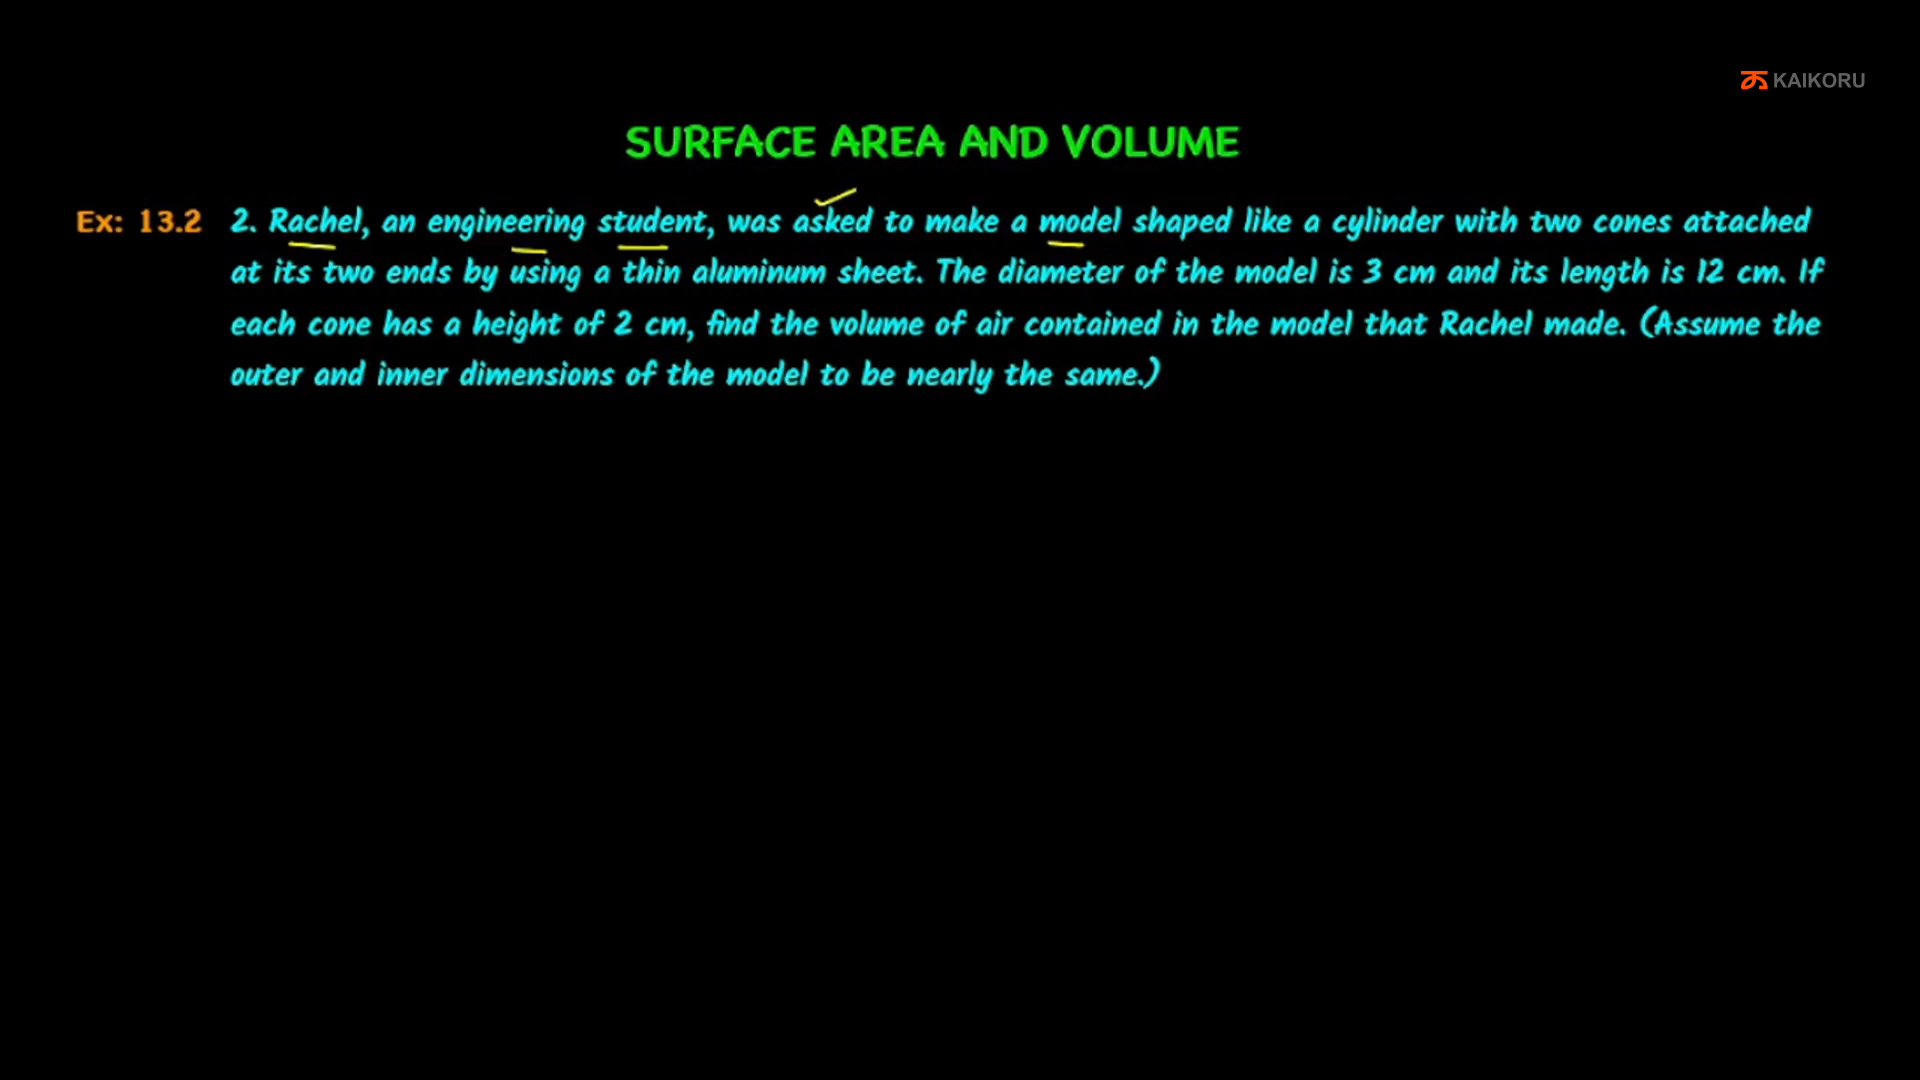 KAIKORU
SURFACE AREA AND VOLUME
Ex: 13.2 2. Rachel, an engineering student, was asked to make a model shaped like a cylinder with two cones attached
at its two ends by using a thin aluminum sheet. The diameter of the model is 3 cm and its length is 12 cm. If
each cone has a height of 2 cm, find the volume of air contained in the model that Rachel made. (Assume the
outer and inner dimensions of the model to be nearly the same.)